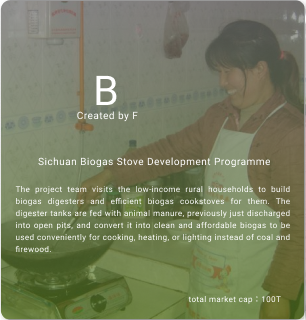 B
Created by F
Sichuan Biogas Stove Development Programme
The project team visits the low-income rural households to build
biogas digesters and efficient biogas cookstoves for them. The
digester tanks are fed with animal manure, previously just discharged
into open pits, and convert it into clean and affordable biogas to be
used conveniently for cooking, heating, or lighting instead of coal and
firewood.
total market cap：100T